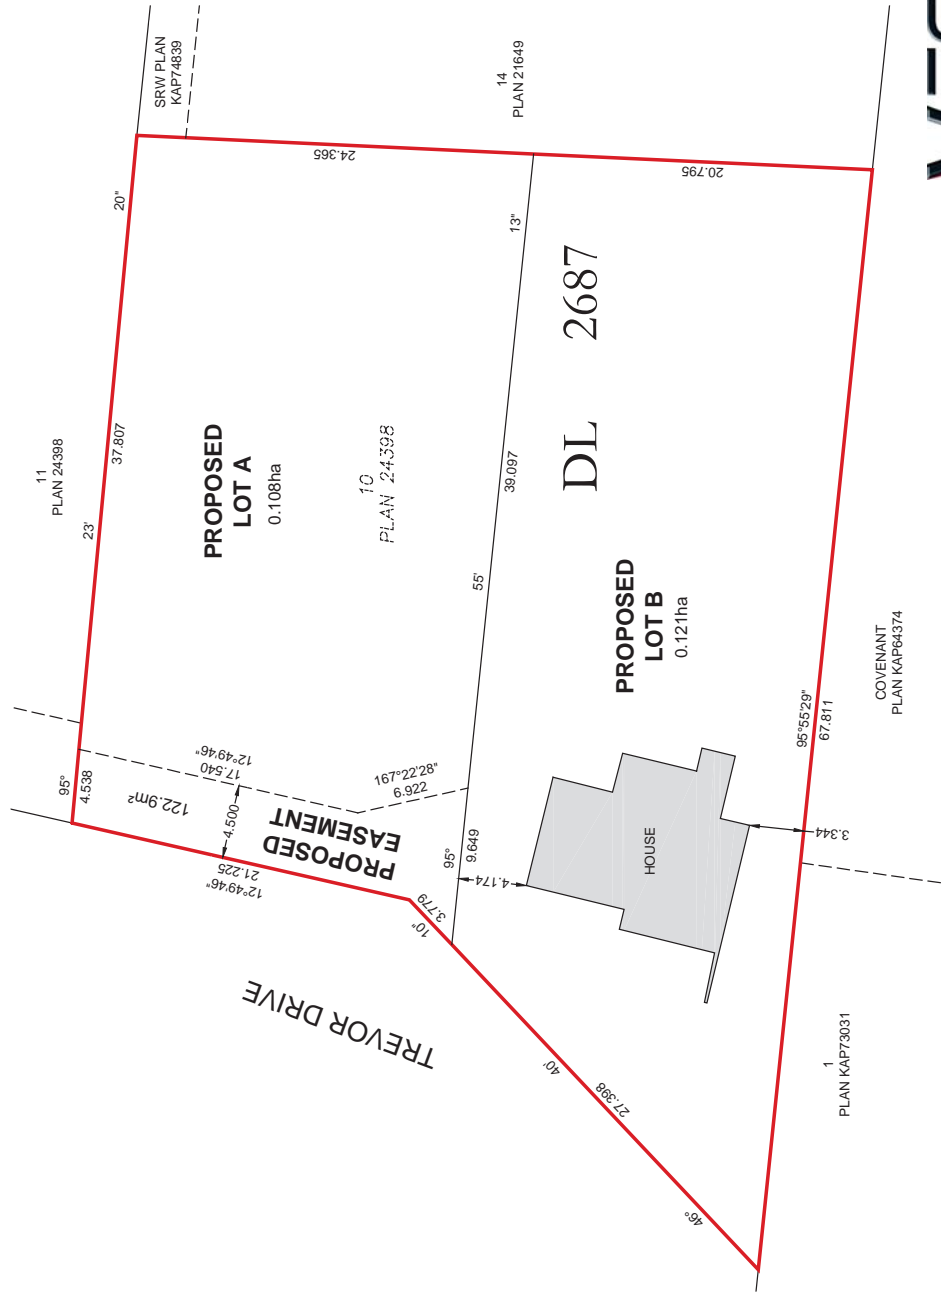 SRW PLAN
KAP74839
14
PLAN 21649
11
PLAN 24398
20"
37.807
23'
95°
4.538
24.365
20.795
13"
39.097
55'
95°
9.649
PROPOSED
LOT A
0.108ha
10
PLAN 24398
DL 2687
PROPOSED
LOT B
0.121ha
122.9m²
12°49'46"
17.540
4.500
167°22'28"
6.922
PROPOSED
EASEMENT
21.225
12°49'46"
3.779
10"
4.174
TREVOR DRIVE
HOUSE
3.344
40'
27.398
46°
95°55'29"
67.811
COVENANT
PLAN KAP64374
1
PLAN KAP73031